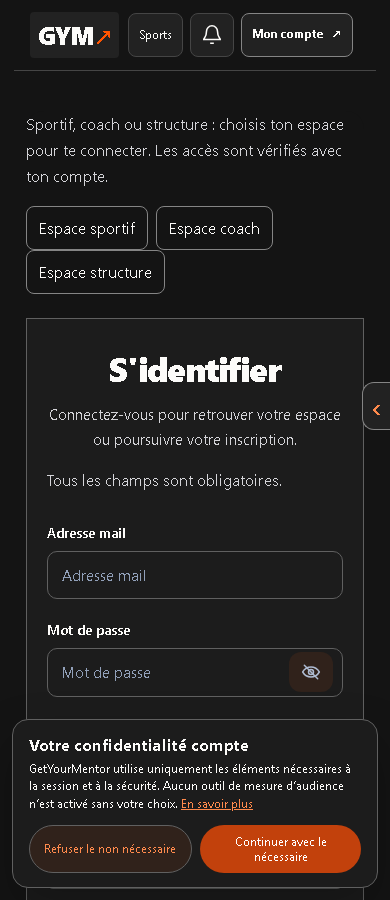 GYM↗
Sports
Mon compte ↗
Sportif, coach ou structure : choisis ton espace
pour te connecter. Les accès sont vérifiés avec
ton compte.
Espace sportif
Espace coach
Espace structure
S'identifier
Connectez-vous pour retrouver votre espace
ou poursuivre votre inscription.
Tous les champs sont obligatoires.
Adresse mail
Adresse mail
Mot de passe
Mot de passe
Votre confidentialité compte
GetYourMentor utilise uniquement les éléments nécessaires à
la session et à la sécurité. Aucun outil de mesure d’audience
n’est activé sans votre choix. En savoir plus
Refuser le non nécessaire
Continuer avec le
nécessaire